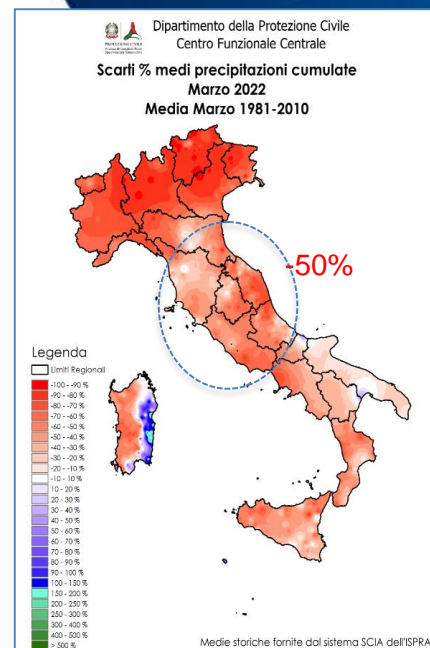 Dipartimento della Protezione Civile
Centro Funzionale Centrale
PROTEZIONE CIVILE
Scarti % medi precipitazioni cumulate
Marzo 2022
Media Marzo 1981-2010
-50%
Legenda
Limiti Regionali
-100 - -90 %
-90 - -80 %
-80 - -70 %
-70 - -60 %
-60 - -50 %
-50 - -40 %
-40 - -30 %
-30 - -20 %
-20 - -10 %
-10 - 10 %
10 - 20 %
20 - 30 %
30 - 40 %
40 - 50 %
50 - 60 %
60 - 70 %
70 - 80 %
80 - 90 %
90 - 100 %
100 - 150 %
150 - 200 %
200 - 250 %
250 - 300 %
300 - 400 %
400 - 500 %
> 500 %
Medie storiche fornite dal sistema SCIA dell'ISPRA